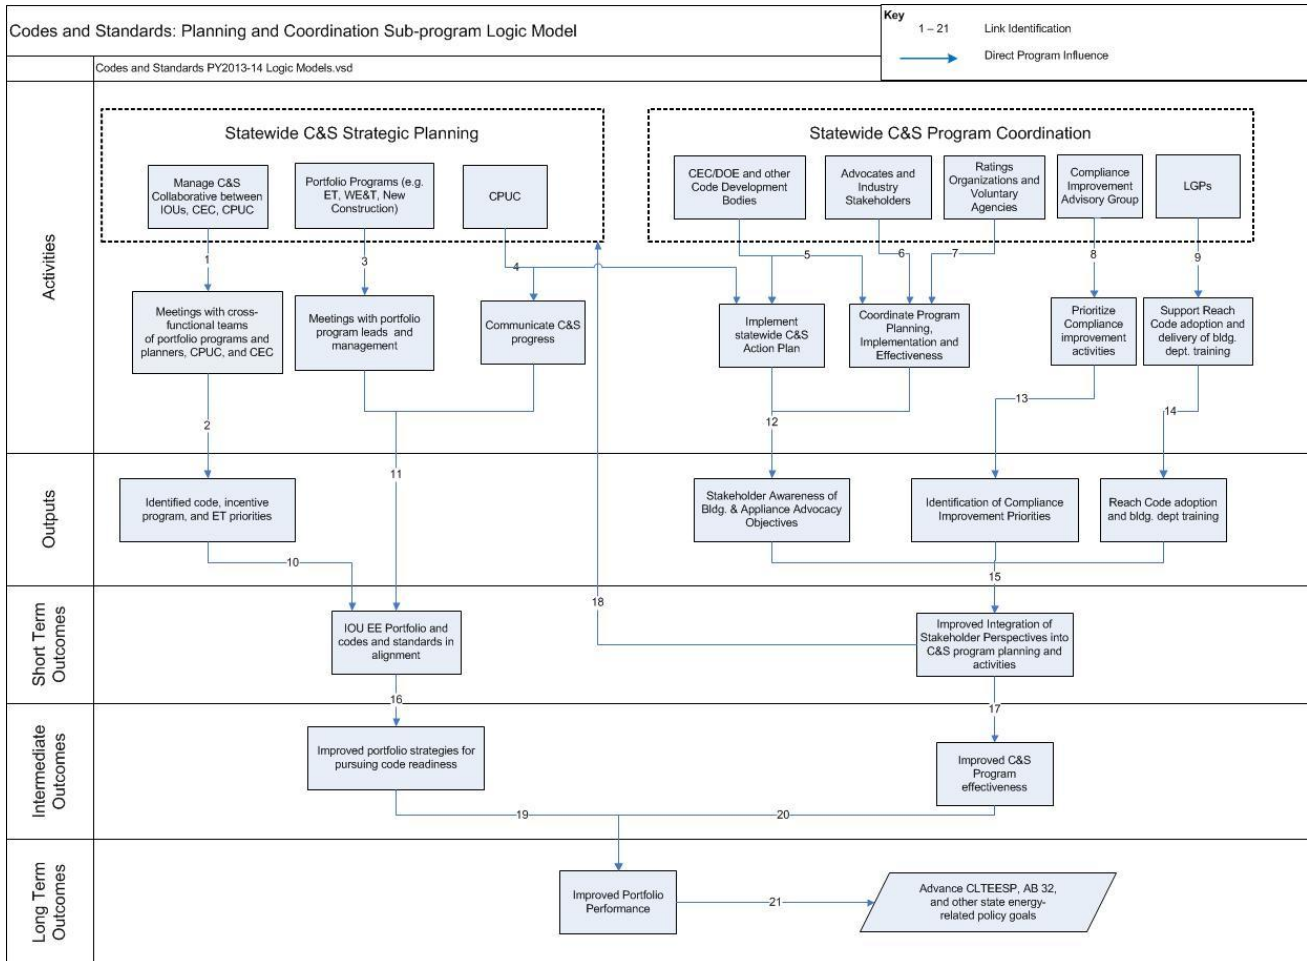 Codes and Standards: Planning and Coordination Sub-program Logic Model
Key
1 – 21 Link Identification
Direct Program Influence
Codes and Standards PY2013-14 Logic Models.vsd
Activities
Statewide C&S Strategic Planning
Manage C&S
Collaborative between
IOUs, CEC, CPUC
Portfolio Programs (e.g.
ET, WE&T, New
Construction)
CPUC
Statewide C&S Program Coordination
CEC/DOE and other
Code Development
Bodies
Advocates and
Industry
Stakeholders
Ratings
Organizations and
Voluntary
Agencies
Compliance
Improvement
Advisory Group
LGPs
1
3
4
5
6
7
8
9
Meetings with cross-
functional teams
of portfolio programs and
planners, CPUC, and CEC
Meetings with portfolio
program leads and
management
Communicate C&S
progress
Implement
statewide C&S
Action Plan
Coordinate Program
Planning,
Implementation and
Effectiveness
Prioritize
Compliance
improvement
activities
Support Reach
Code adoption and
delivery of bldg.
dept. training
2
11
12
13
14
Outputs
Identified code, incentive
program, and ET priorities
Stakeholder Awareness of
Bldg. & Appliance Advocacy
Objectives
Identification of Compliance
Improvement Priorities
Reach Code adoption
and bldg. dept training
10
15
18
Short Term
Outcomes
IOU EE Portfolio and
codes and standards in
alignment
Improved Integration of
Stakeholder Perspectives into
C&S program planning and
activities
16
17
Intermediate
Outcomes
Improved portfolio strategies for
pursuing code readiness
Improved C&S
Program
effectiveness
19
20
Long Term
Outcomes
Improved Portfolio
Performance
21
Advance CLTEESP, AB 32,
and other state energy-
related policy goals